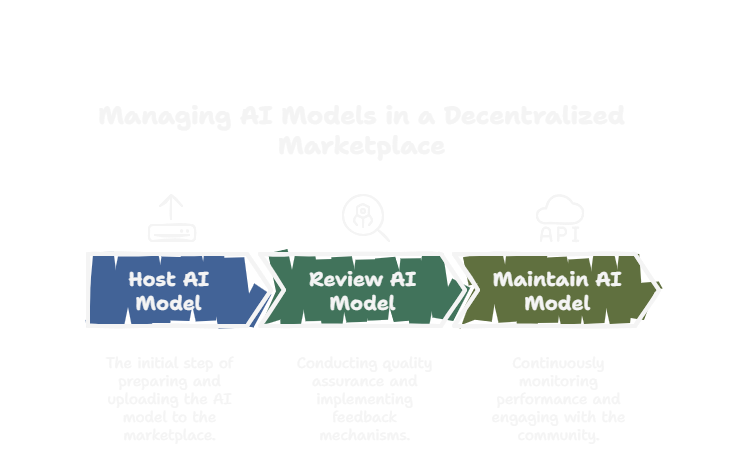 Managing AI Models in a Decentralized
Marketplace
API
Host AI
Model
Review AI
Model
Maintain AI
Model
The initial step of
preparing and
uploading the AI
model to the
marketplace.
Conducting quality
assurance and
implementing
feedback
mechanisms.
Continuously
monitoring
performance and
engaging with the
community.